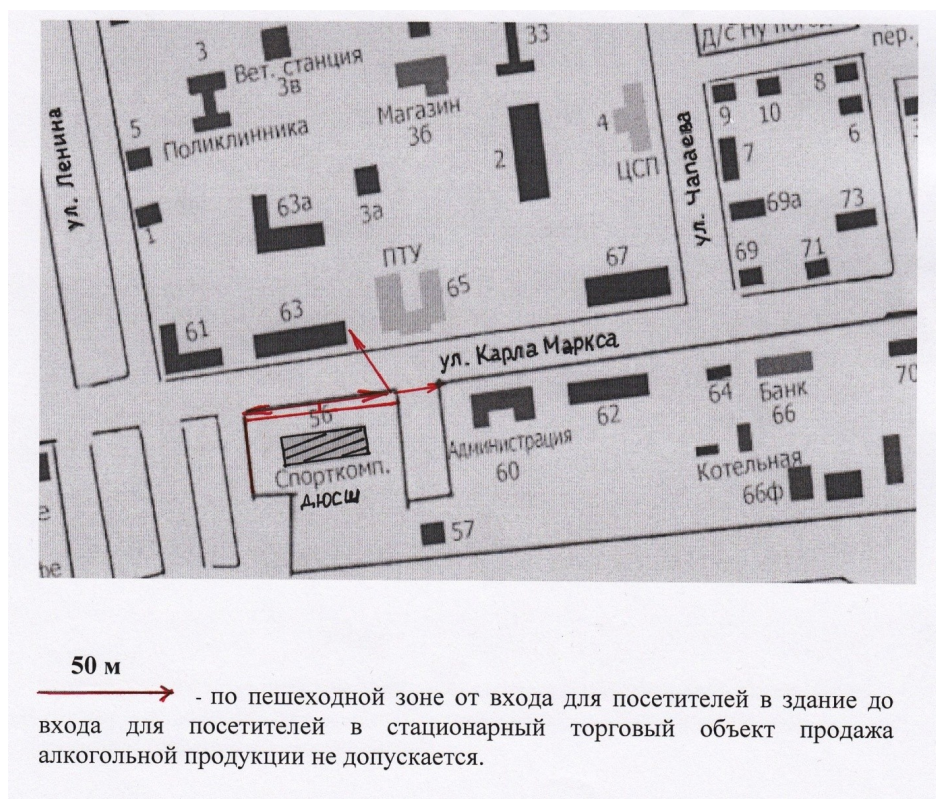 Д/с
пер.
33
3
Вет. станция
3в
8
Магазин
3б
9
10
6
5
Поликлинника
4
ЦСП
2
7
ул. Ленина
ул. Чапаева
63а
3а
69а
73
1
ПТУ
65
67
69
71
61
63
ул. Карла Маркса
56
64
Банк
66
70
62
Администрация
60
Спорткомп.
ДЮСШ
Котельная
66ф
57
50 м
- по пешеходной зоне от входа для посетителей в здание до
входа для посетителей в стационарный торговый объект продажа
алкогольной продукции не допускается.